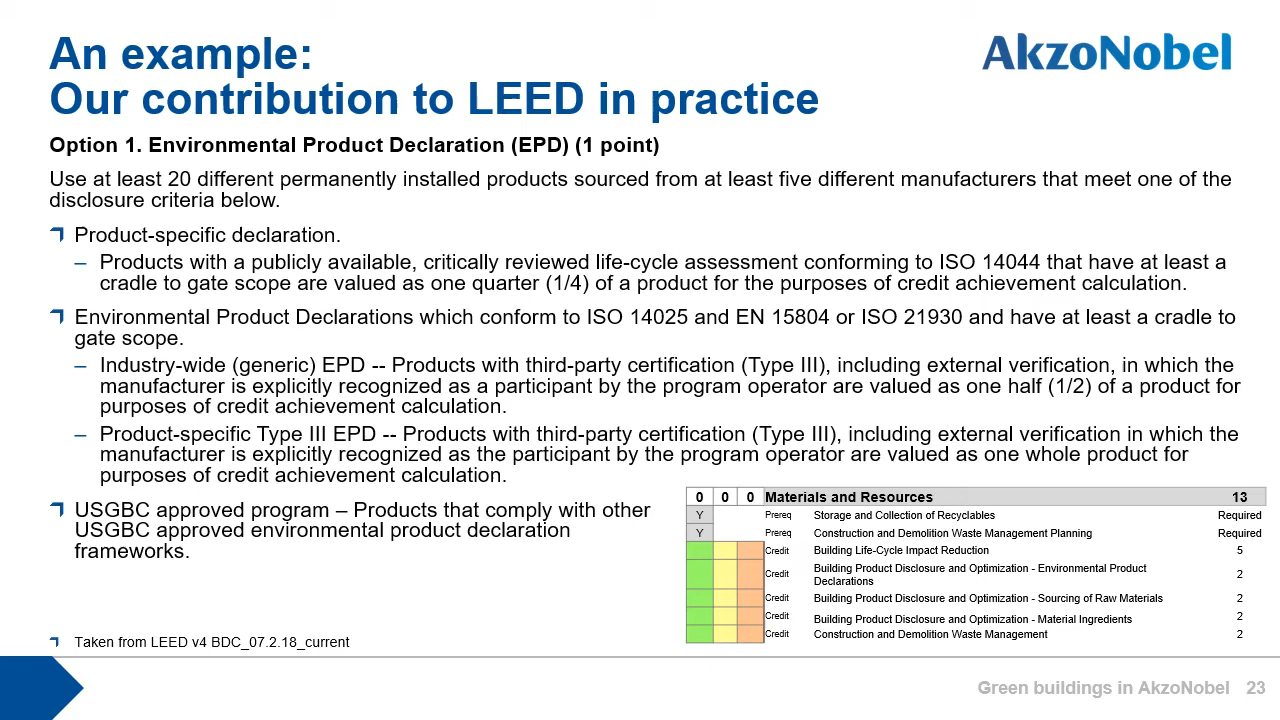 An example:
Our contribution to LEED in practice
AkzoNobel
Option 1. Environmental Product Declaration (EPD) (1 point)
Use at least 20 different permanently installed products sourced from at least five different manufacturers that meet one of the
disclosure criteria below.
Product-specific declaration.
– Products with a publicly available, critically reviewed life-cycle assessment conforming to ISO 14044 that have at least a
cradle to gate scope are valued as one quarter (1/4) of a product for the purposes of credit achievement calculation.
Environmental Product Declarations which conform to ISO 14025 and EN 15804 or ISO 21930 and have at least a cradle to
gate scope.
– Industry-wide (generic) EPD -- Products with third-party certification (Type III), including external verification, in which the
manufacturer is explicitly recognized as a participant by the program operator are valued as one half (1/2) of a product for
purposes of credit achievement calculation.
– Product-specific Type III EPD -- Products with third-party certification (Type III), including external verification in which the
manufacturer is explicitly recognized as the participant by the program operator are valued as one whole product for
purposes of credit achievement calculation.
USGBC approved program – Products that comply with other
USGBC approved environmental product declaration
frameworks.
0 0 0 Materials and Resources 13
Y Prereq Storage and Collection of Recyclables Required
Y Prereq Construction and Demolition Waste Management Planning Required
Credit Building Life-Cycle Impact Reduction 5
Credit Building Product Disclosure and Optimization - Environmental Product
Declarations 2
Credit Building Product Disclosure and Optimization - Sourcing of Raw Materials 2
Credit Building Product Disclosure and Optimization - Material Ingredients 2
Credit Construction and Demolition Waste Management 2
Taken from LEED v4 BDC_07.2.18_current
Green buildings in AkzoNobel 23